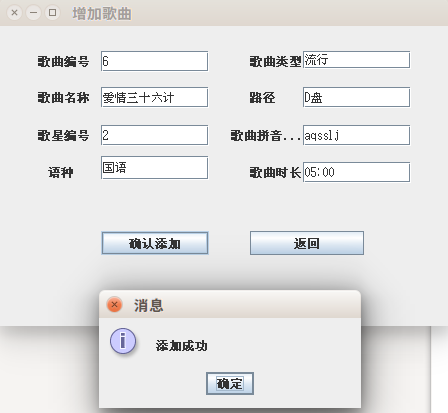 增加歌曲
歌曲编号 6 歌曲类型 流行
歌曲名称 爱情三十六计 路径 D盘
歌星编号 2 歌曲拼音... aqsslj
语种 国语 歌曲时长 05:00
确认添加 返回
消息
添加成功
确定